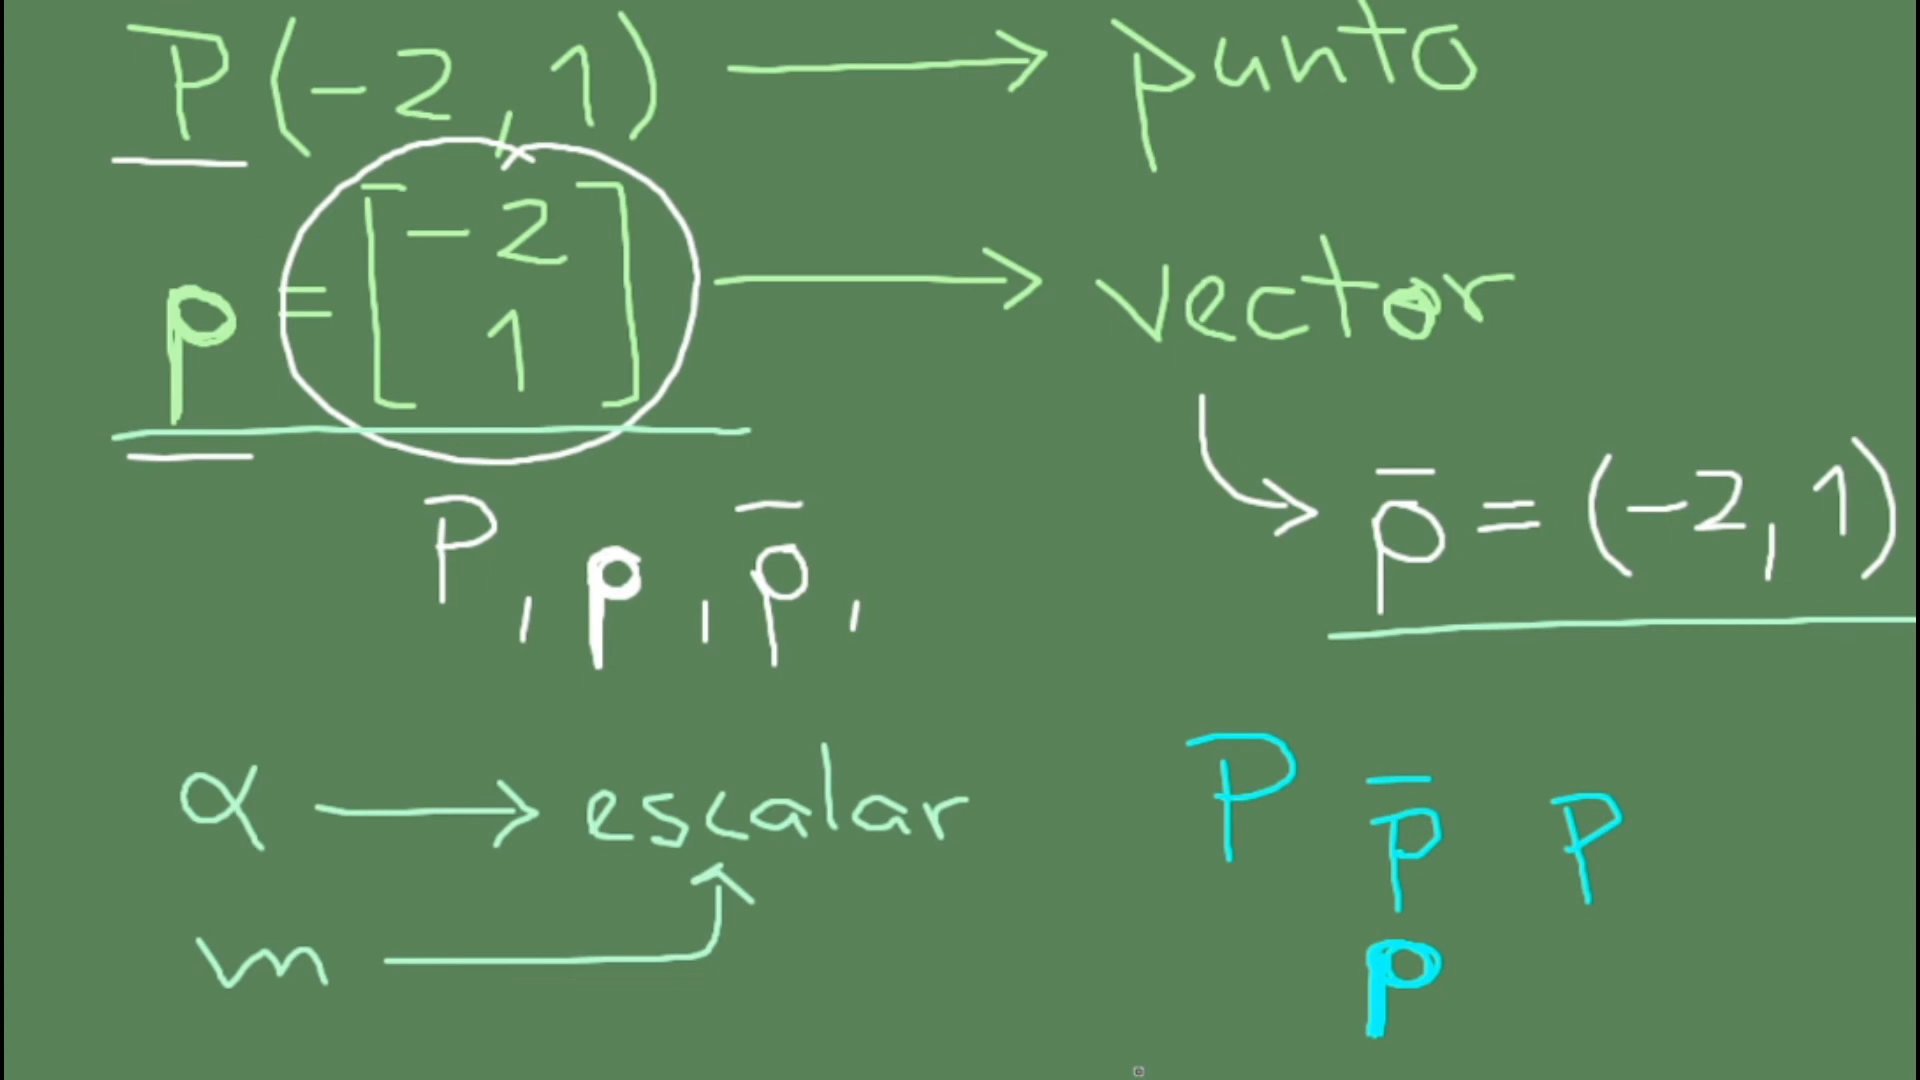 P(-2,1) → punto
p = [-2 1] → vector
p̄ = (-2,1)
P, p, p̄,
α → escalar
m
P p̄ P
p